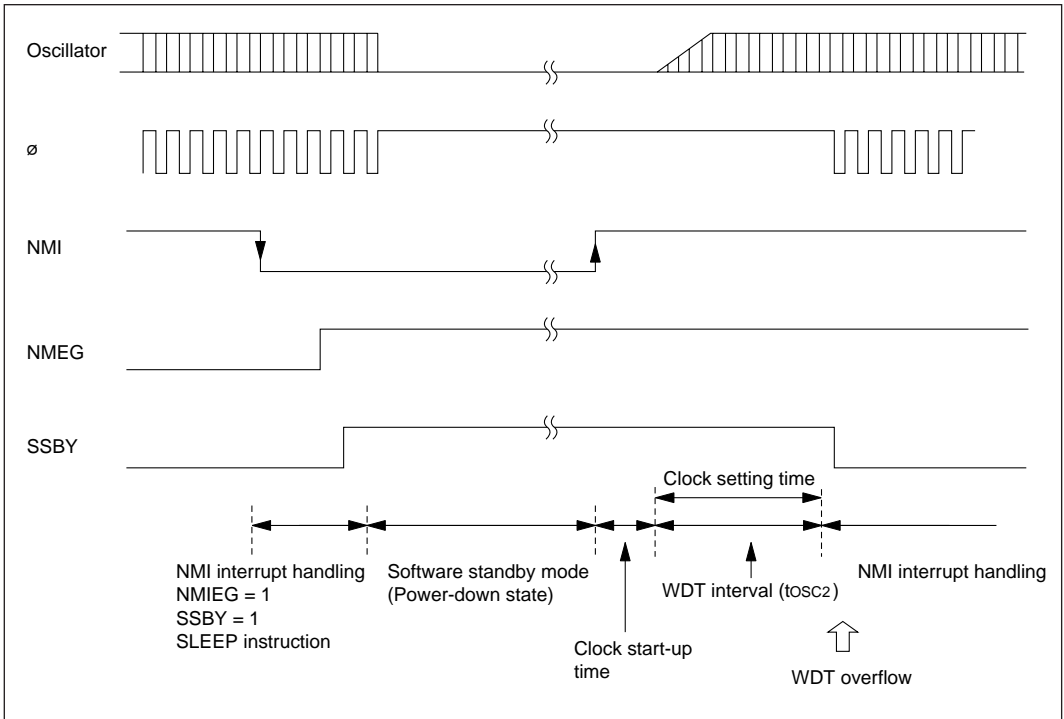 Oscillator
ø
NMI
NMEG
SSBY
Clock setting time
NMI interrupt handling
NMIEG = 1
SSBY = 1
SLEEP instruction
Software standby mode
(Power-down state)
Clock start-up
time
WDT interval (tOSC2)
NMI interrupt handling
WDT overflow